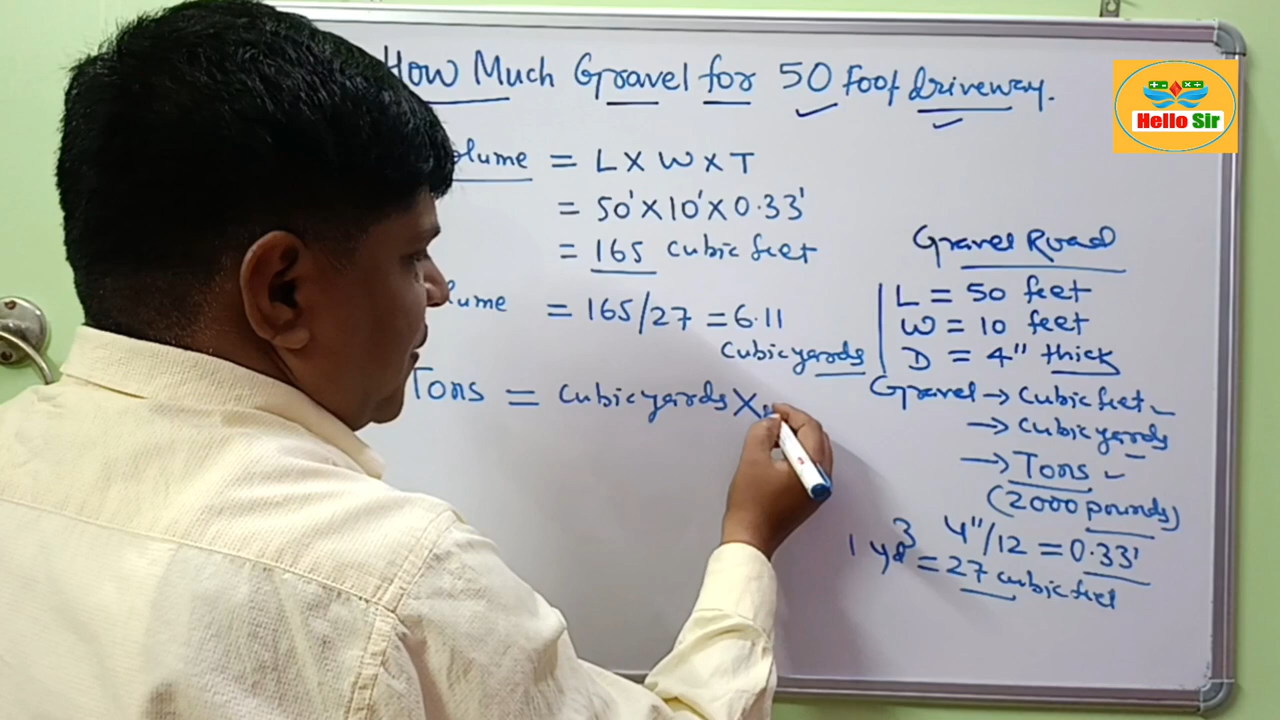 How Much Gravel for 50 Foot driveway.
Hello Sir
olume = L X W X T
= 50' X 10' X 0.33'
= 165 cubic feet
lume = 165/27 = 6.11
Cubic yards
Tons = cubic yards X
Gravel Road
L = 50 feet
W = 10 feet
D = 4" thick
Gravel → Cubic feet
→ Cubic yards
→ Tons
(2000 pounds)
4"/12 = 0.33'
1 yd³ = 27 cubic feet